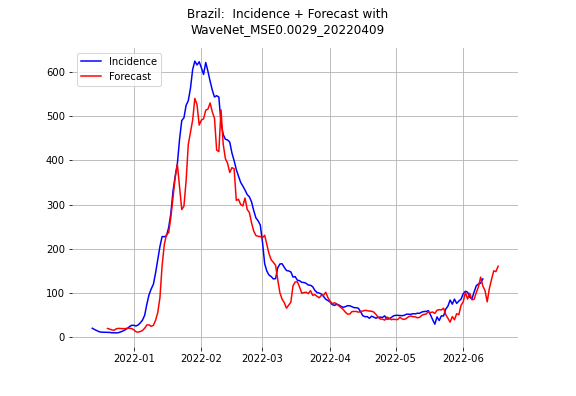 Brazil:  Incidence + Forecast with
WaveNet_MSE0.0029_20220409
Incidence
Forecast
600
500
400
300
200
100
0
2022-01 2022-02 2022-03 2022-04 2022-05 2022-06